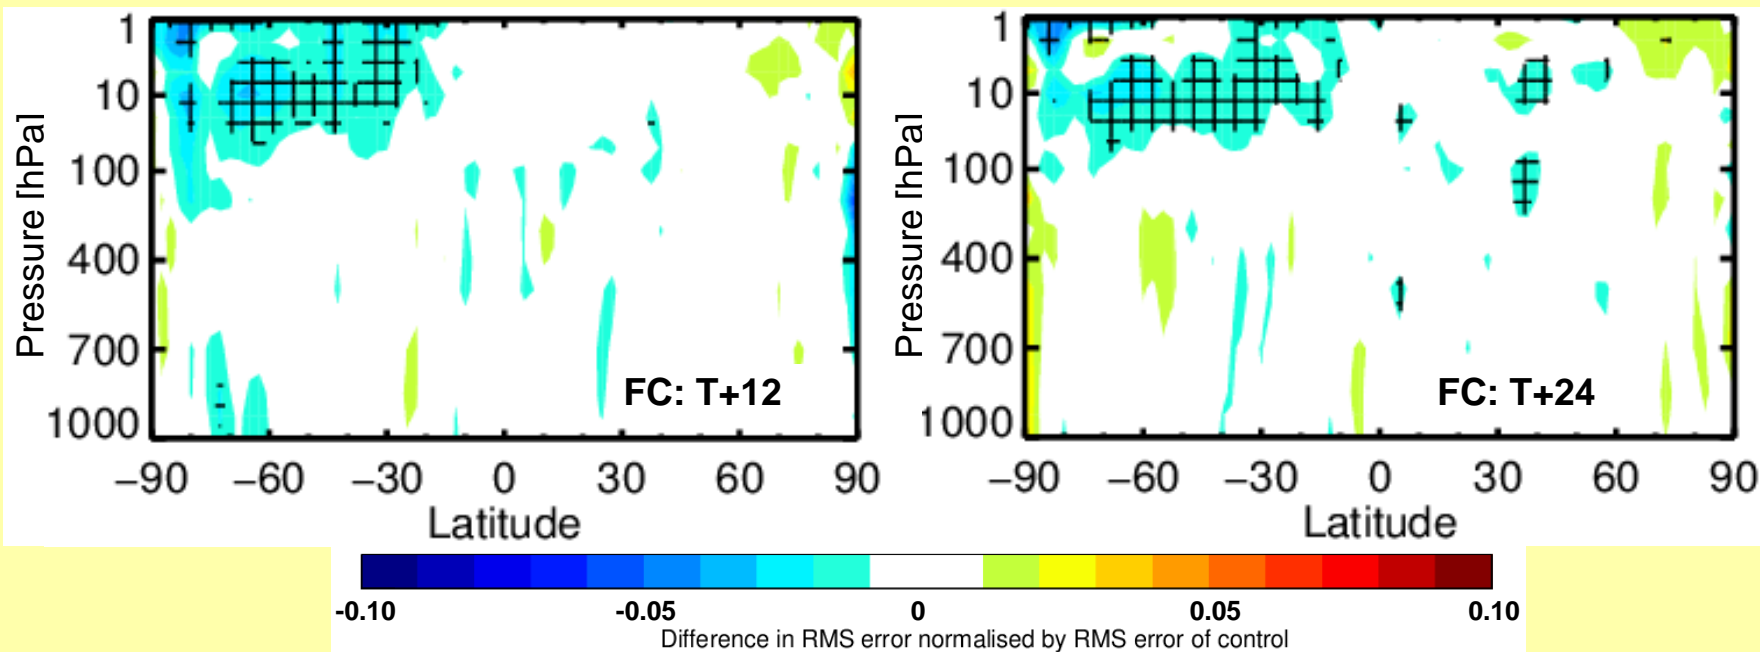 1
10
100
400
700
1000
Pressure [hPa]
FC: T+12
−90 −60 −30 0 30 60 90
Latitude
1
10
100
400
700
1000
Pressure [hPa]
FC: T+24
−90 −60 −30 0 30 60 90
Latitude
-0.10 -0.05 0 0.05 0.10
Difference in RMS error normalised by RMS error of control